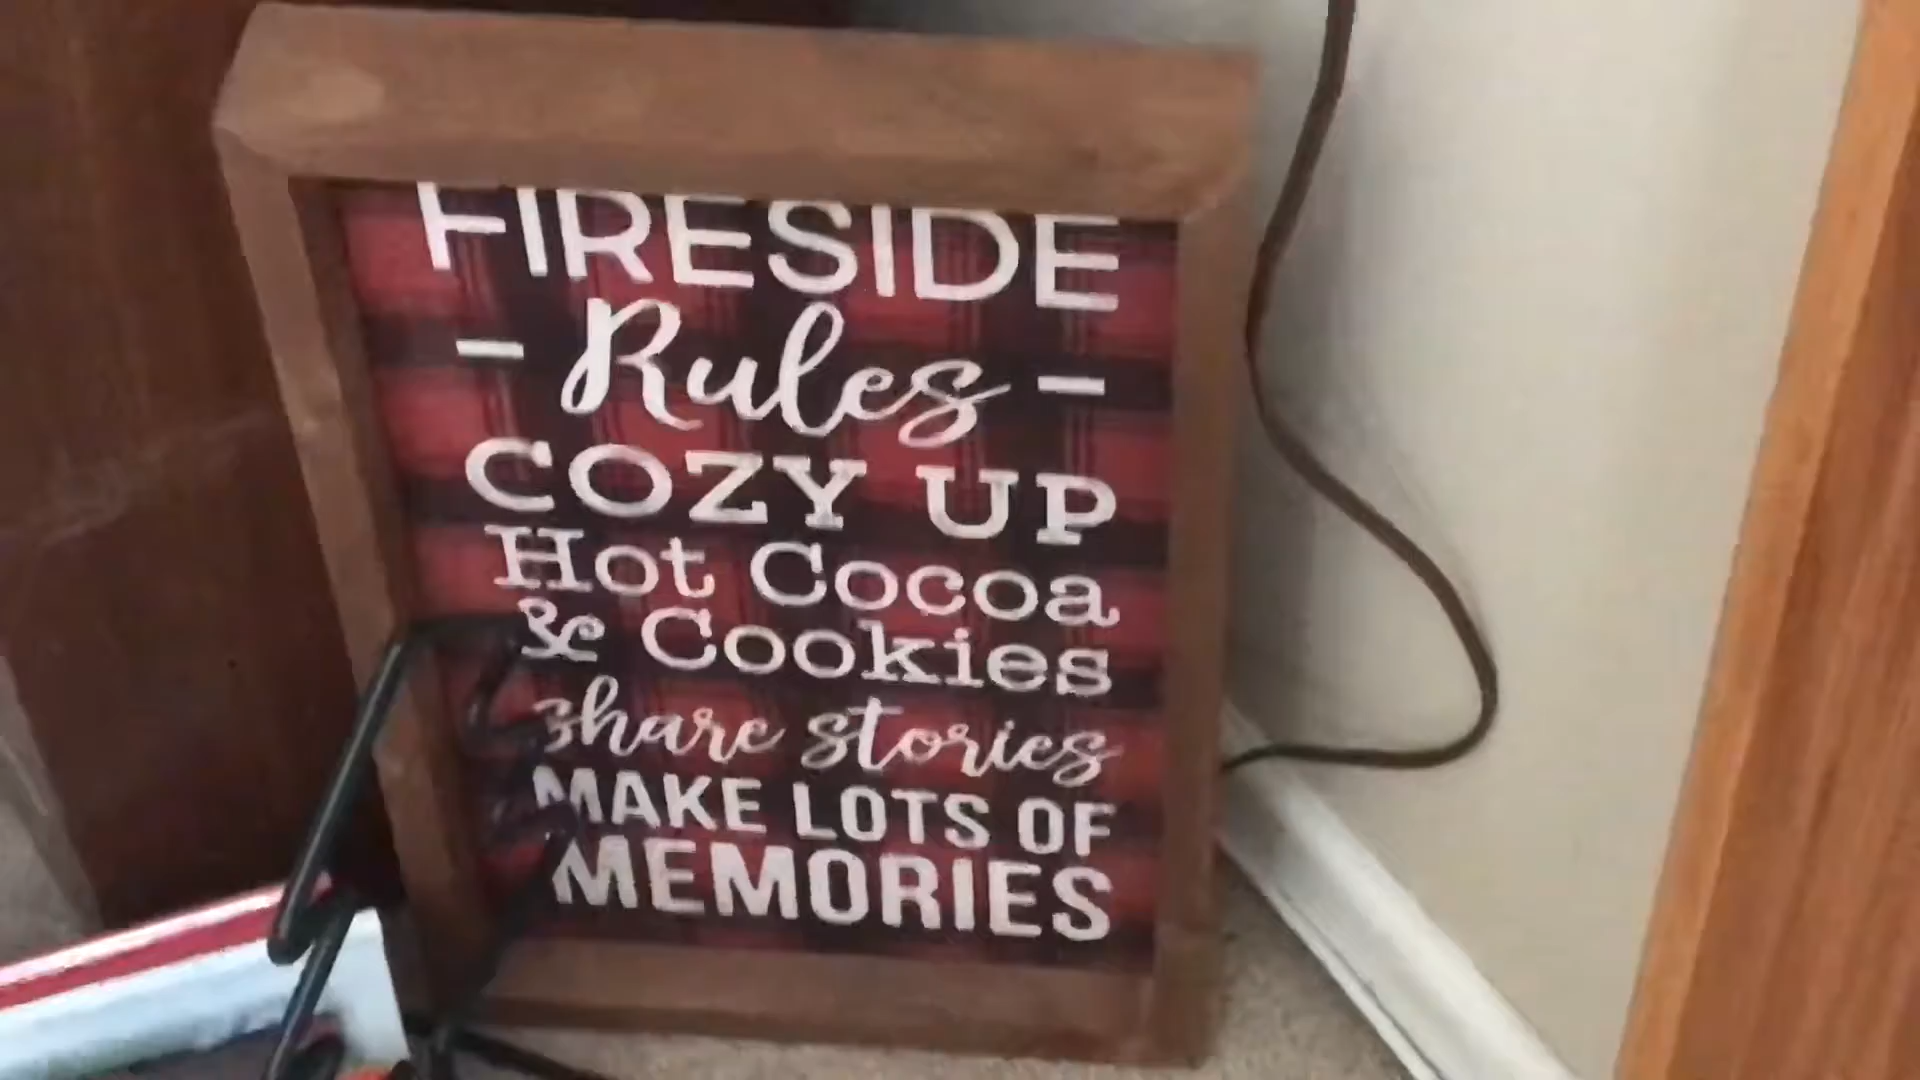 FIRESIDE
- Rules -
COZY UP
Hot Cocoa
& Cookies
share stories
MAKE LOTS OF
MEMORIES